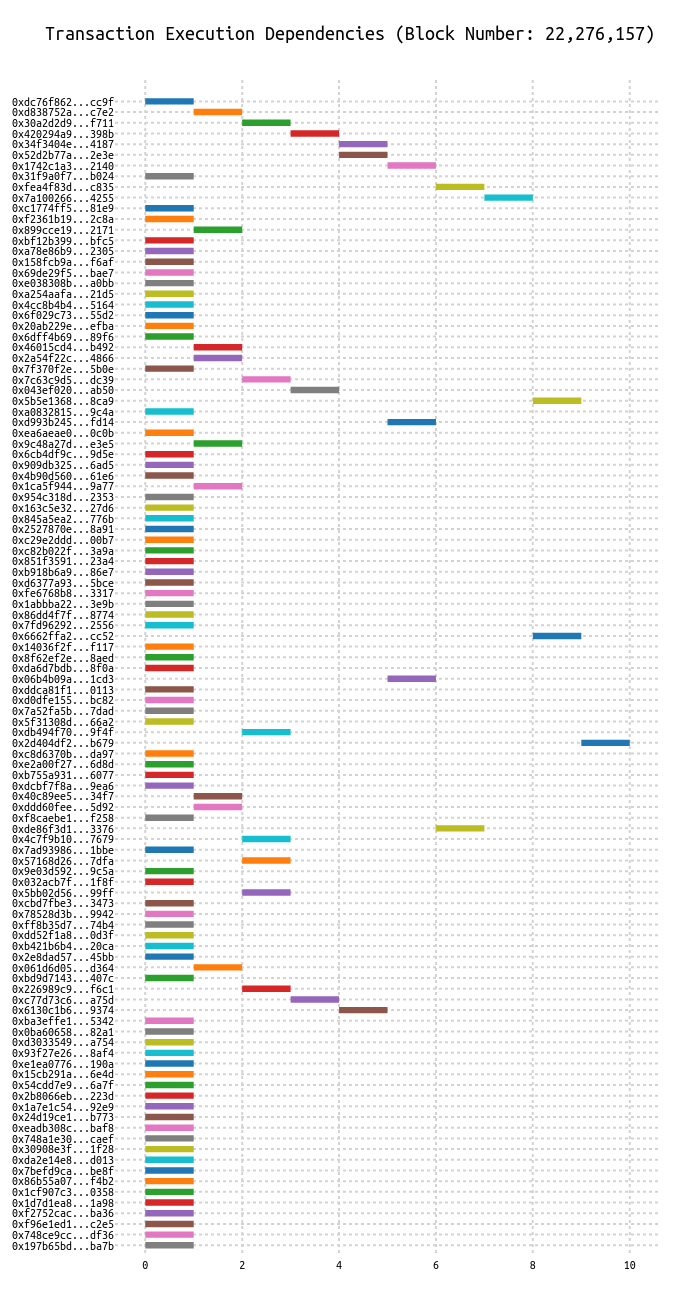 Transaction Execution Dependencies (Block Number: 22,276,157)
0xdc76f862...cc9f
0xd838752a...c7e2
0x30a2d2d9...f711
0x420294a9...398b
0x34f3404e...4187
0x52d2b77a...2e3e
0x1742c1a3...2140
0x31f9a0f7...b024
0xfea4f83d...c835
0x7a100266...4255
0xc1774ff5...81e9
0xf2361b19...2c8a
0x899cce19...2171
0xbf12b399...bfc5
0xa78e86b9...2305
0x158fcb9a...f6af
0x69de29f5...bae7
0xe038308b...a0bb
0xa254aafa...21d5
0x4cc8b4b4...5164
0x6f029c73...55d2
0x20ab229e...efba
0x6dff4b69...89f6
0x46015cd4...b492
0x2a54f22c...4866
0x7f370f2e...5b0e
0x7c63c9d5...dc39
0x043ef020...ab50
0x5b5e1368...8ca9
0xa0832815...9c4a
0xd993b245...fd14
0xea6aeae0...0c0b
0x9c48a27d...e3e5
0x6cb4df9c...9d5e
0x909db325...6ad5
0x4b90d560...61e6
0x1ca5f944...9a77
0x954c318d...2353
0x163c5e32...27d6
0x845a5ea2...776b
0x2527870e...8a91
0xc29e2ddd...00b7
0xc82b022f...3a9a
0x851f3591...23a4
0xb918b6a9...86e7
0xd6377a93...5bce
0xfe6768b8...3317
0x1abbba22...3e9b
0x86dd4f7f...8774
0x7fd96292...2556
0x6662ffa2...cc52
0x14036f2f...f117
0x8f62ef2e...8aed
0xda6d7bdb...8f0a
0x06b4b09a...1cd3
0xddca81f1...0113
0xd0dfe155...bc82
0x7a52fa5b...7dad
0x5f31308d...66a2
0xdb494f70...9f4f
0x2d404df2...b679
0xc8d6370b...da97
0xe2a00f27...6d8d
0xb755a931...6077
0xdcbf7f8a...9ea6
0x40c89ee5...34f7
0xddd60fee...5d92
0xf8caebe1...f258
0xde86f3d1...3376
0x4c7f9b10...7679
0x7ad93986...1bbe
0x57168d26...7dfa
0x9e03d592...9c5a
0x032acb7f...1f8f
0x5bb02d56...99ff
0xcbd7fbe3...3473
0x78528d3b...9942
0xff8b35d7...74b4
0xdd52f1a8...0d3f
0xb421b6b4...20ca
0x2e8dad57...45bb
0x061d6d05...d364
0xbd9d7143...407c
0x226989c9...f6c1
0xc77d73c6...a75d
0x6130c1b6...9374
0xba3effe1...5342
0x0ba60658...82a1
0xd3033549...a754
0x93f27e26...8af4
0xe1ea0776...190a
0x15cb291a...6e4d
0x54cdd7e9...6a7f
0x2b8066eb...223d
0x1a7e1c54...92e9
0x24d19ce1...b773
0xeadb308c...baf8
0x748a1e30...caef
0x30908e3f...1f28
0xda2e14e8...d013
0x7befd9ca...be8f
0x86b55a07...f4b2
0x1cf907c3...0358
0x1d7d1ea8...1a98
0xf2752cac...ba36
0xf96e1ed1...c2e5
0x748ce9cc...df36
0x197b65bd...ba7b
0 2 4 6 8 10